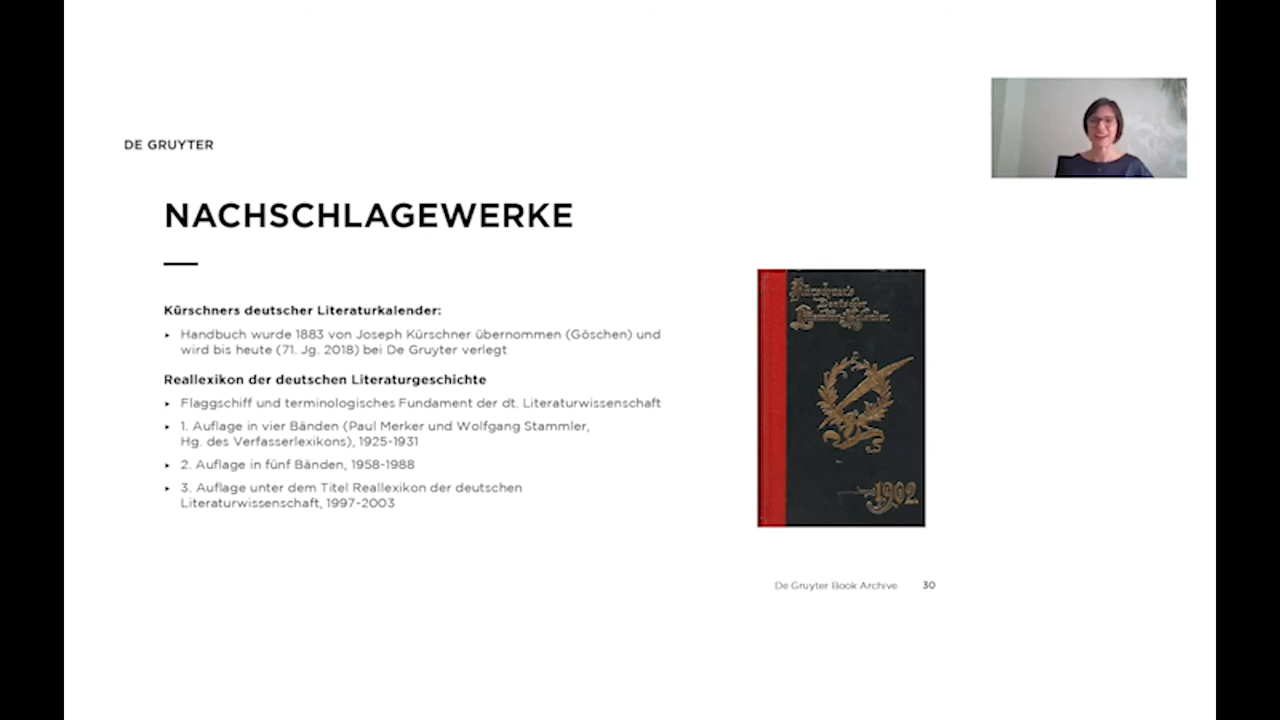 DE GRUYTER
NACHSCHLAGEWERKE
Kürschners deutscher Literaturkalender:
‣ Handbuch wurde 1883 von Joseph Kürschner übernommen (Göschen) und
wird bis heute (71. Jg. 2018) bei De Gruyter verlegt
Reallexikon der deutschen Literaturgeschichte
‣ Flaggschiff und terminologisches Fundament der dt. Literaturwissenschaft
‣ 1. Auflage in vier Bänden (Paul Merker und Wolfgang Stammler,
Hg. des Verfasserlexikons), 1925-1931
‣ 2. Auflage in fünf Bänden, 1958-1988
‣ 3. Auflage unter dem Titel Reallexikon der deutschen
Literaturwissenschaft, 1997-2003
Kürschners
Deutscher
1902
De Gruyter Book Archive 30